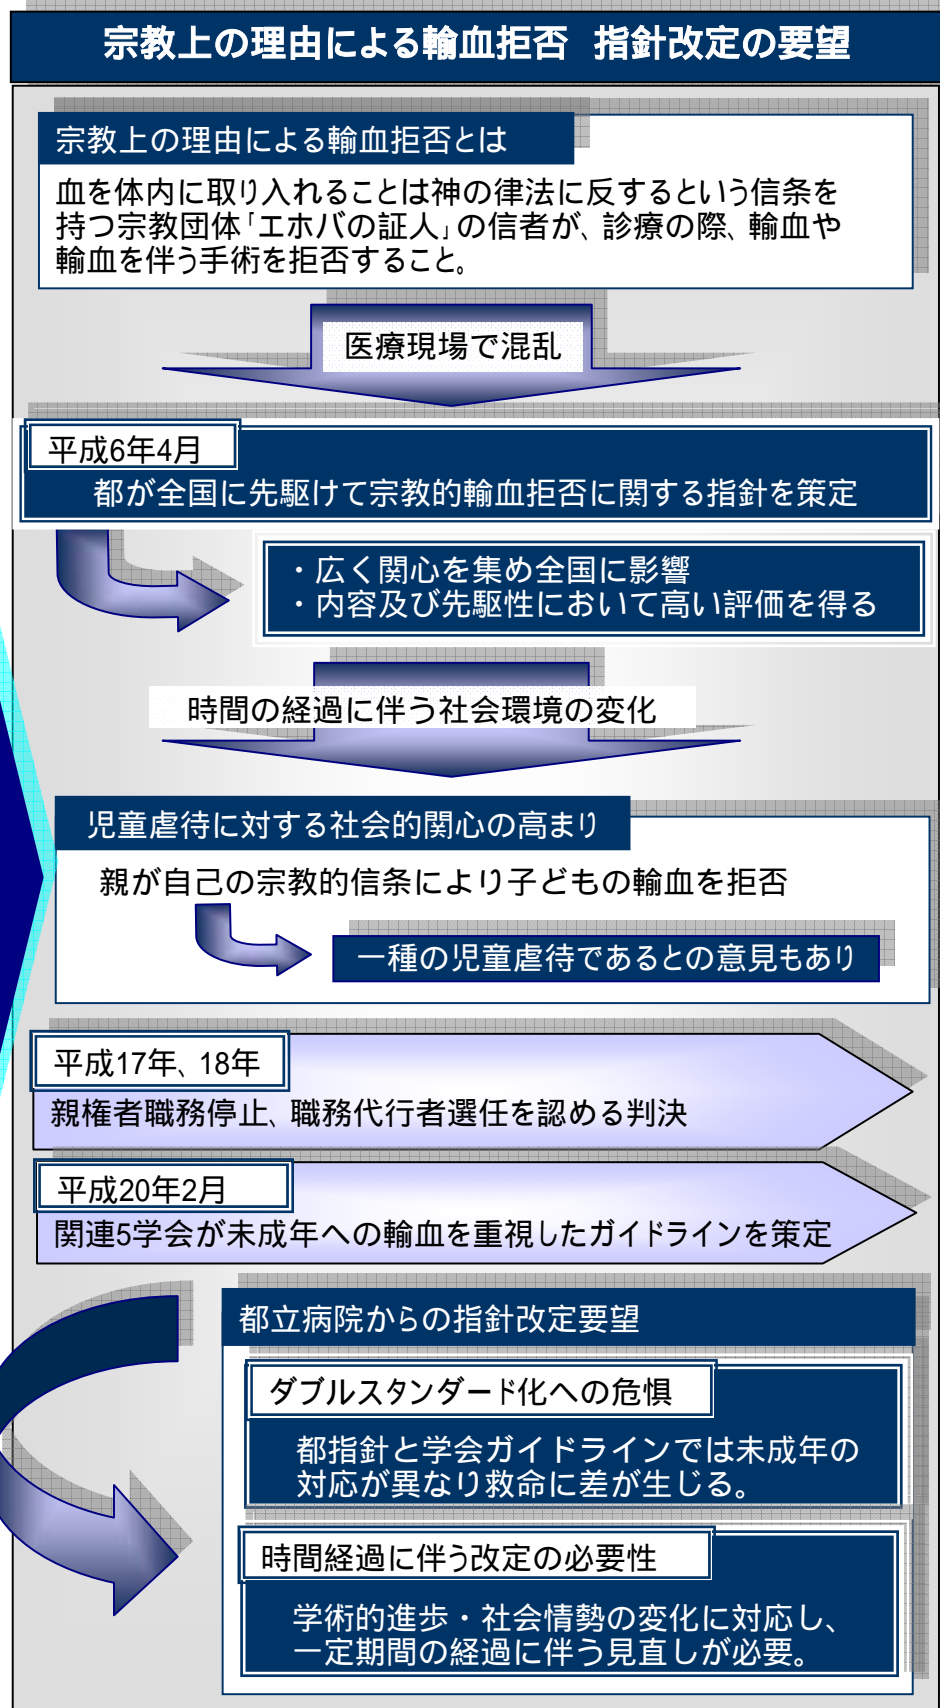 宗教上の理由による輸血拒否 指針改定の要望
宗教上の理由による輸血拒否とは
血を体内に取り入れることは神の律法に反するという信条を
持つ宗教団体「エホバの証人」の信者が、診療の際、輸血や
輸血を伴う手術を拒否すること。
医療現場で混乱
平成6年4月
都が全国に先駆けて宗教的輸血拒否に関する指針を策定
・広く関心を集め全国に影響
・内容及び先駆性において高い評価を得る
時間の経過に伴う社会環境の変化
児童虐待に対する社会的関心の高まり
親が自己の宗教的信条により子どもの輸血を拒否
一種の児童虐待であるとの意見もあり
平成17年、18年
親権者職務停止、職務代行者選任を認める判決
平成20年2月
関連5学会が未成年への輸血を重視したガイドラインを策定
都立病院からの指針改定要望
ダブルスタンダード化への危惧
都指針と学会ガイドラインでは未成年の
対応が異なり救命に差が生じる。
時間経過に伴う改定の必要性
学術的進歩・社会情勢の変化に対応し、
一定期間の経過に伴う見直しが必要。